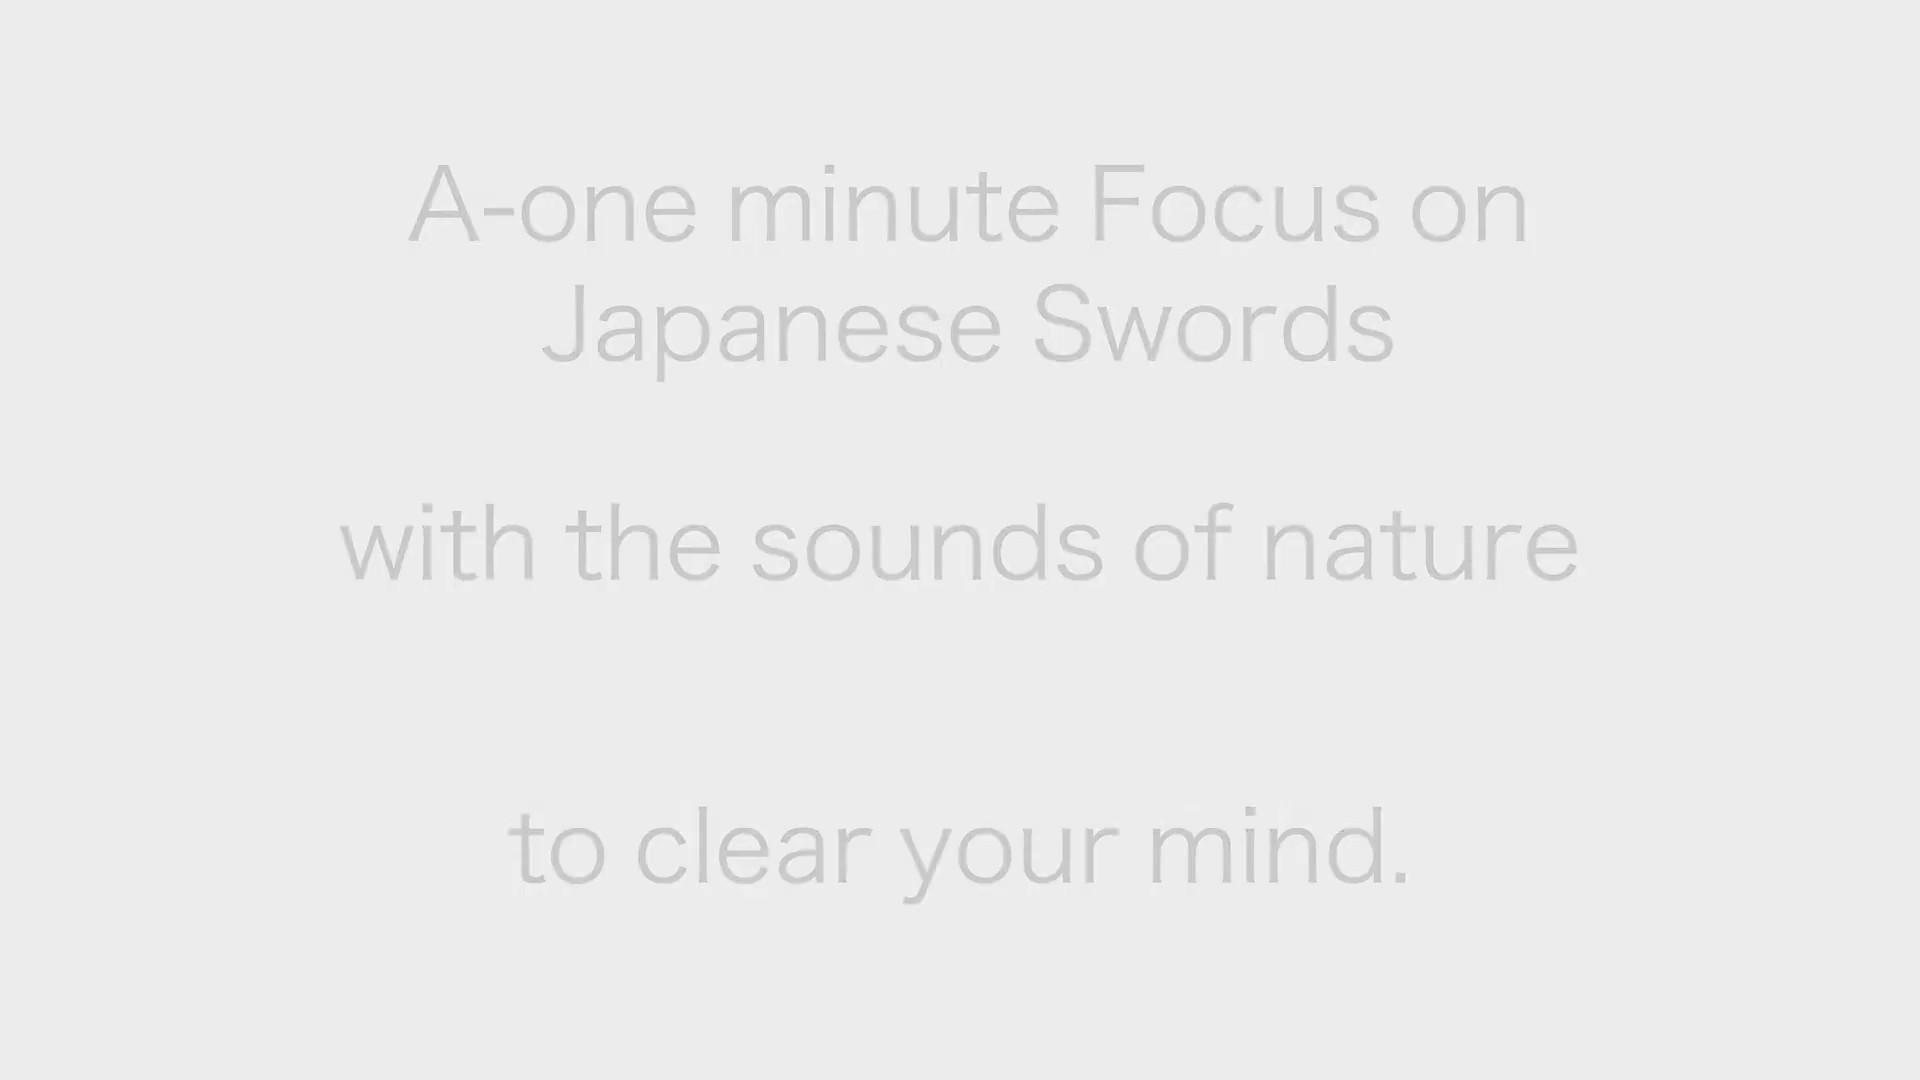 A-one minute Focus on
Japanese Swords
with the sounds of nature
to clear your mind.